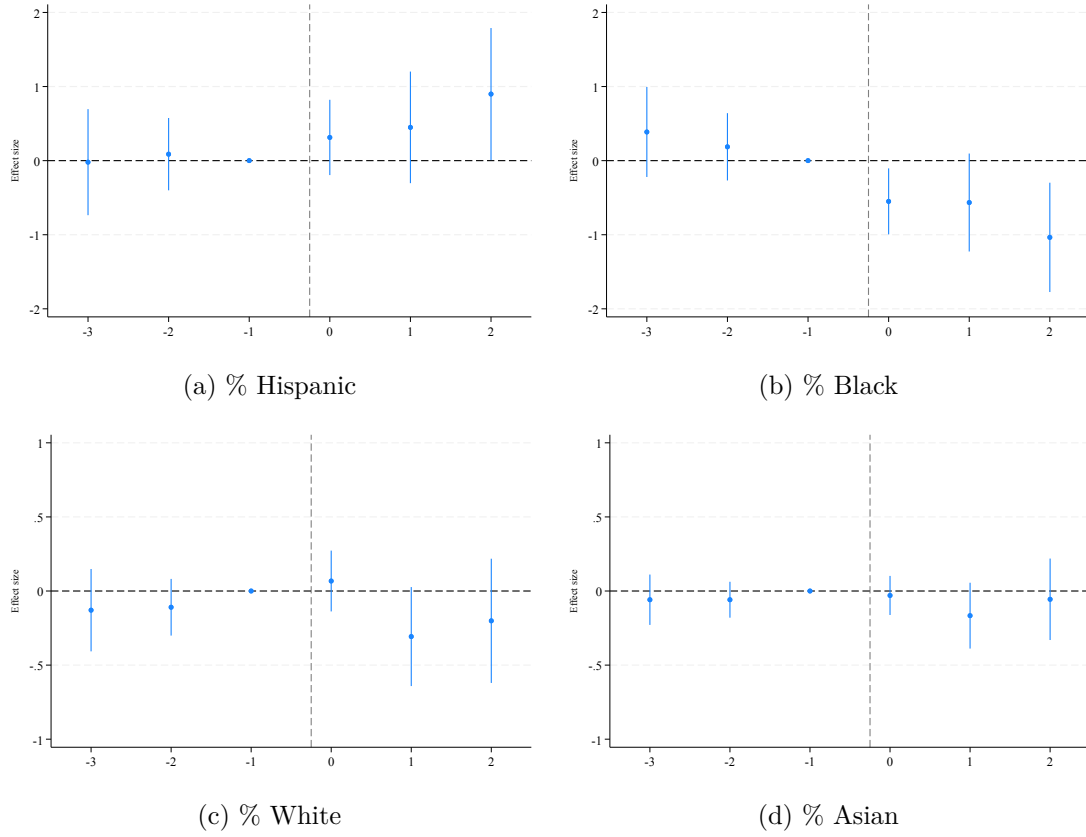 2
1
0
-1
-2
Effect size
-3 -2 -1 0 1 2
(a) % Hispanic
2
1
0
-1
-2
Effect size
-3 -2 -1 0 1 2
(b) % Black
1
.5
0
-.5
-1
Effect size
-3 -2 -1 0 1 2
(c) % White
1
.5
0
-.5
-1
Effect size
-3 -2 -1 0 1 2
(d) % Asian